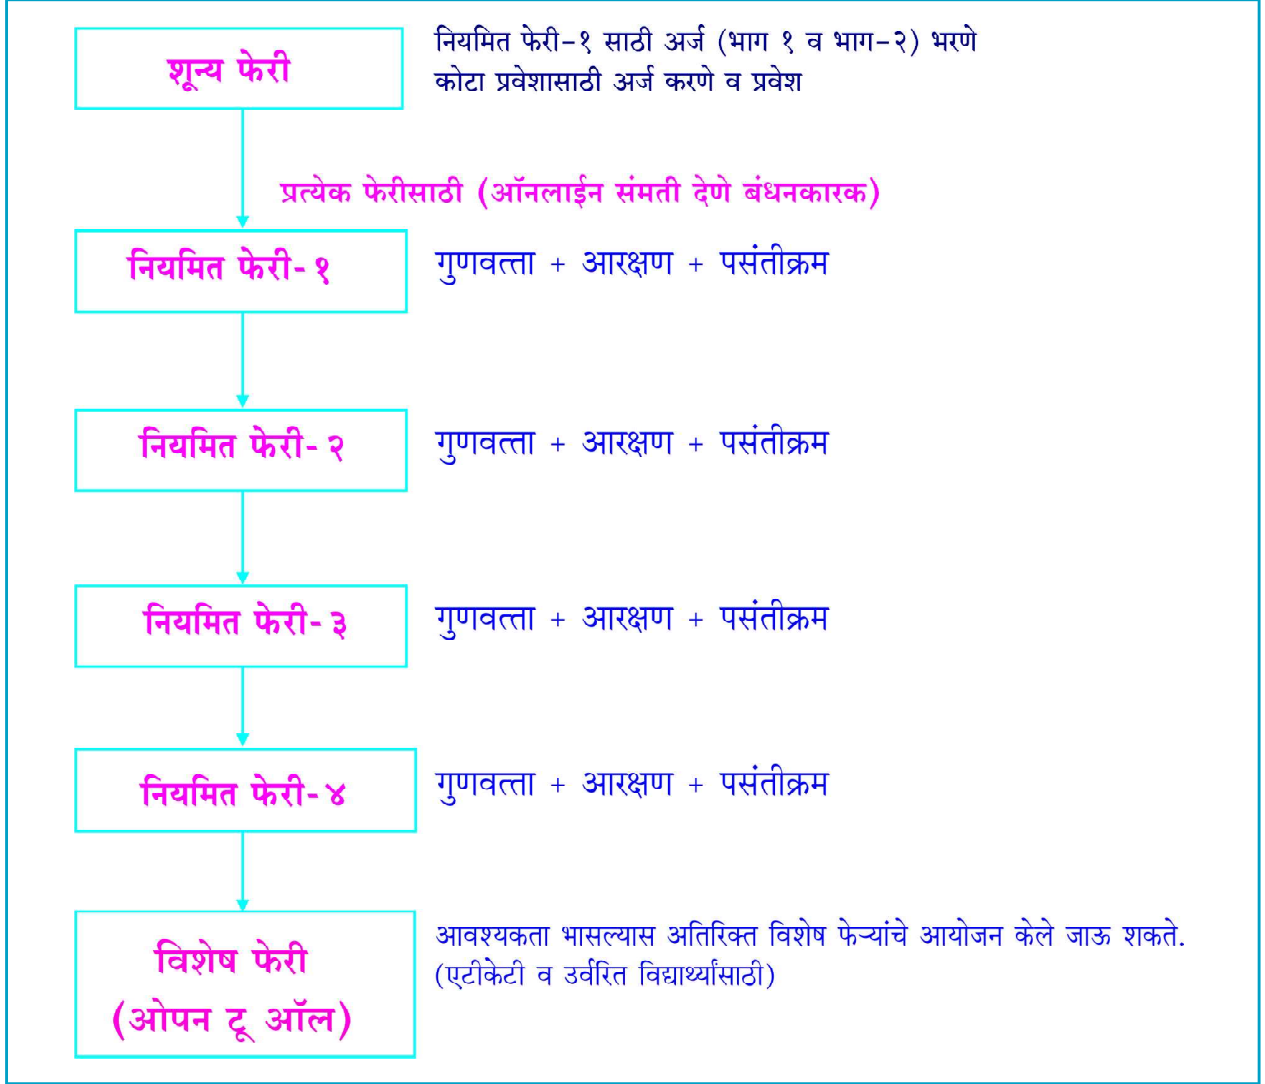 शून्य फेरी
नियमित फेरी-१ साठी अर्ज (भाग १ व भाग-२) भरणे
कोटा प्रवेशासाठी अर्ज करणे व प्रवेश
प्रत्येक फेरीसाठी (ऑनलाईन संमती देणे बंधनकारक)
नियमित फेरी-१
गुणवत्ता + आरक्षण + पसंतीक्रम
नियमित फेरी-२
गुणवत्ता + आरक्षण + पसंतीक्रम
नियमित फेरी-३
गुणवत्ता + आरक्षण + पसंतीक्रम
नियमित फेरी-४
गुणवत्ता + आरक्षण + पसंतीक्रम
विशेष फेरी
(ओपन टू ऑल)
आवश्यकता भासल्यास अतिरिक्त विशेष फेऱ्यांचे आयोजन केले जाऊ शकते.
(एटीकेटी व उर्वरित विद्यार्थ्यांसाठी)